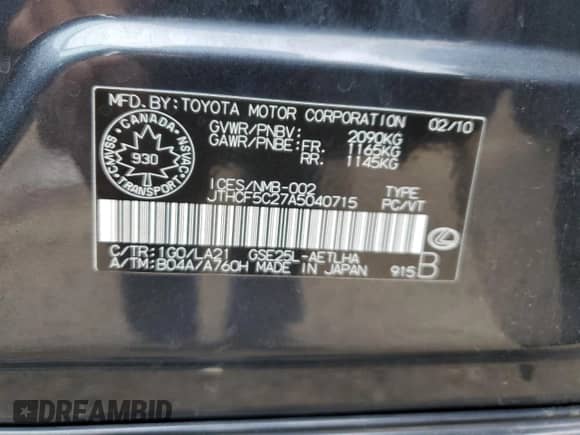 MFD.BY:TOYOTA MOTOR CORPORATION 02/10
GVWR/PNBV: 2090KG
GAWR/PNBE:FR. 1165KG
RR. 1145KG
CANADA
CMVSS
930
NSVAC
TRANSPORT
ICES/NMB-002 TYPE
JTHCF5C27A5040715 PC/VT
C/TR:1G0/LA21 GSE25L-AETLHA
A/TM:B04A/A760H MADE IN JAPAN 915 B
DREAMBID